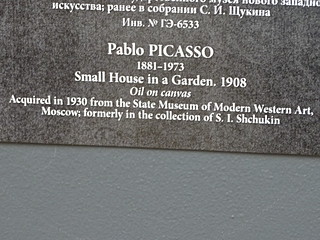 искусства; ранее в собрании С. И. Щукина
Инв. № ГЭ-6533
Pablo PICASSO
1881–1973
Small House in a Garden. 1908
Oil on canvas
Acquired in 1930 from the State Museum of Modern Western Art,
Moscow; formerly in the collection of S. I. Shchukin